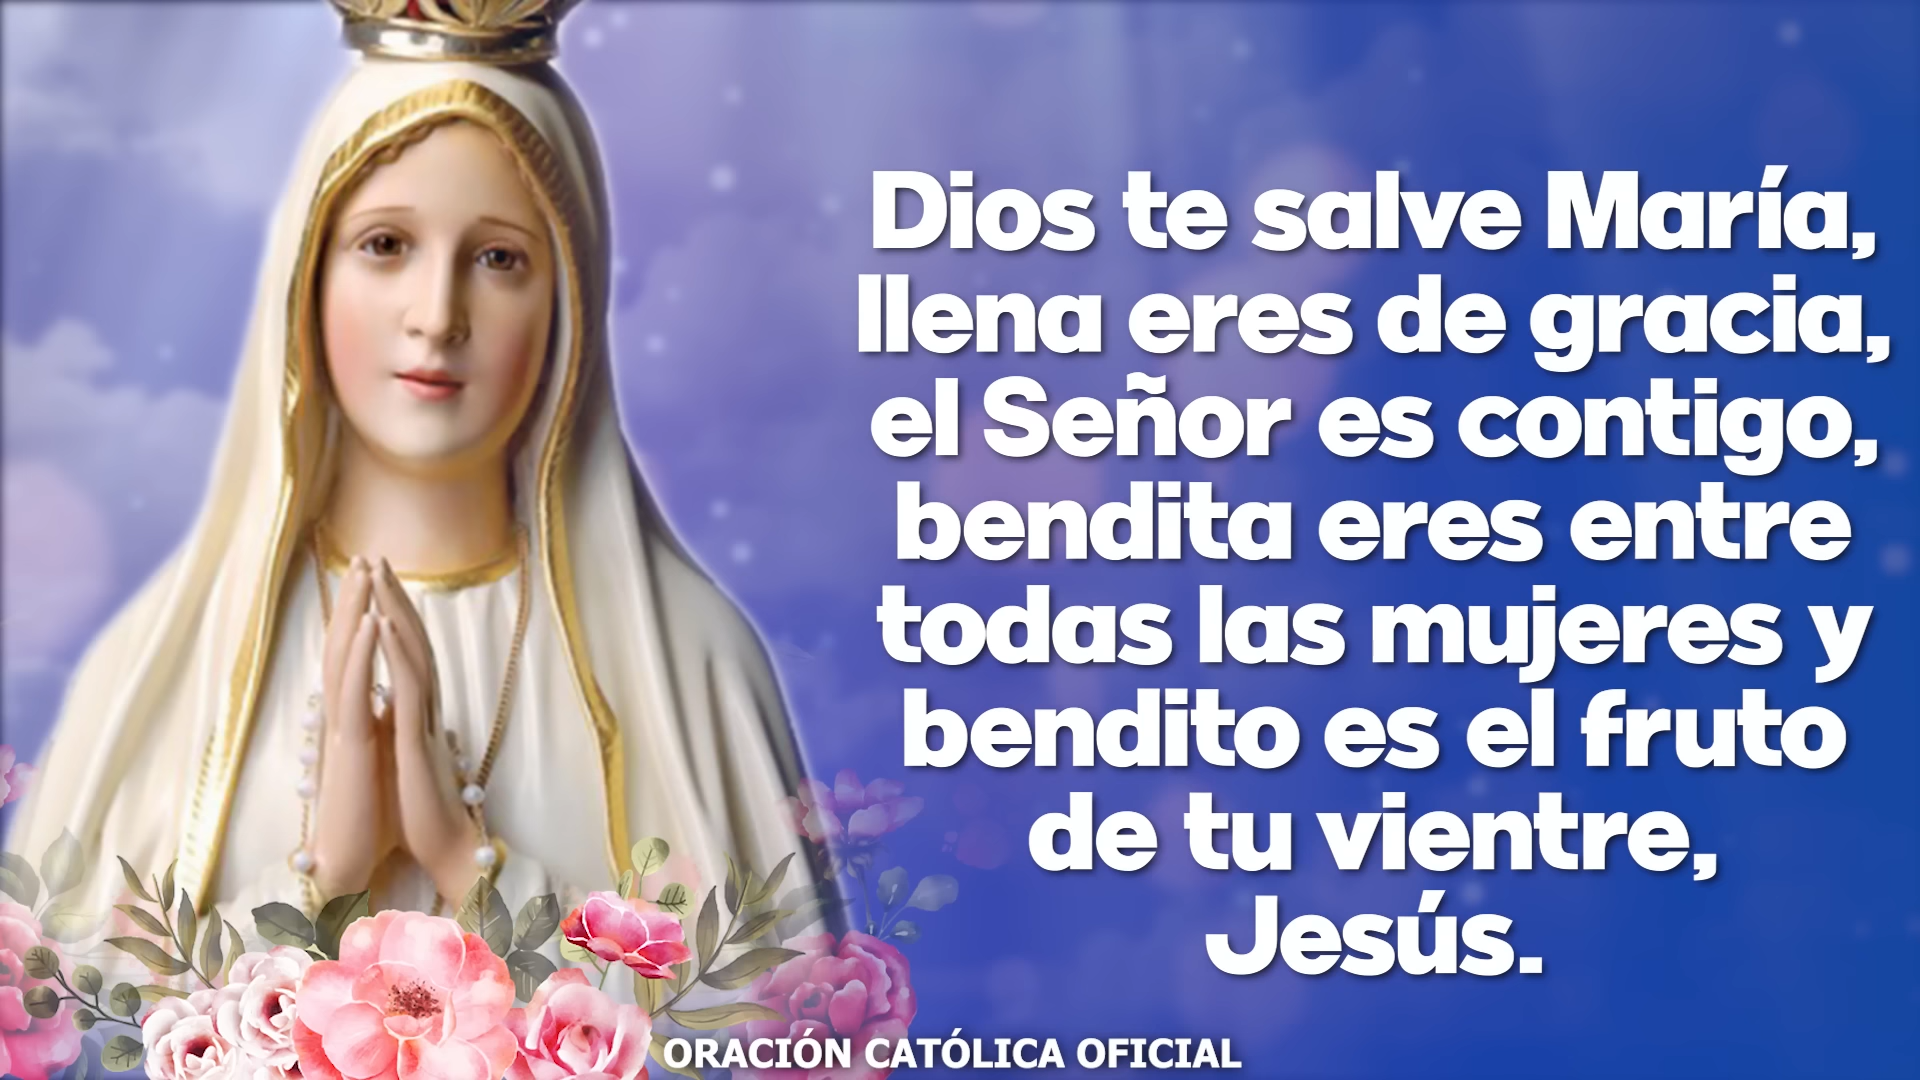 Dios te salve María,
llena eres de gracia,
el Señor es contigo,
bendita eres entre
todas las mujeres y
bendito es el fruto
de tu vientre,
Jesús.
ORACIÓN CATÓLICA OFICIAL